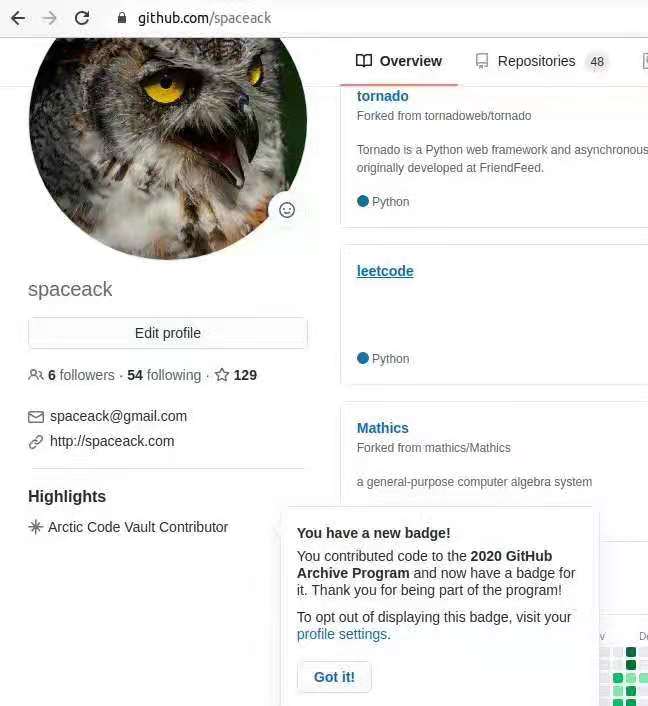 github.com/spaceack
Overview
Repositories 48
tornado
Forked from tornadoweb/tornado
Tornado is a Python web framework and asynchronous
originally developed at FriendFeed.
Python
leetcode
Python
Mathics
Forked from mathics/Mathics
a general-purpose computer algebra system
spaceack
Edit profile
6 followers · 54 following · 129
spaceack@gmail.com
http://spaceack.com
Highlights
Arctic Code Vault Contributor
You have a new badge!
You contributed code to the 2020 GitHub
Archive Program and now have a badge for
it. Thank you for being part of the program!
To opt out of displaying this badge, visit your
profile settings.
Got it!